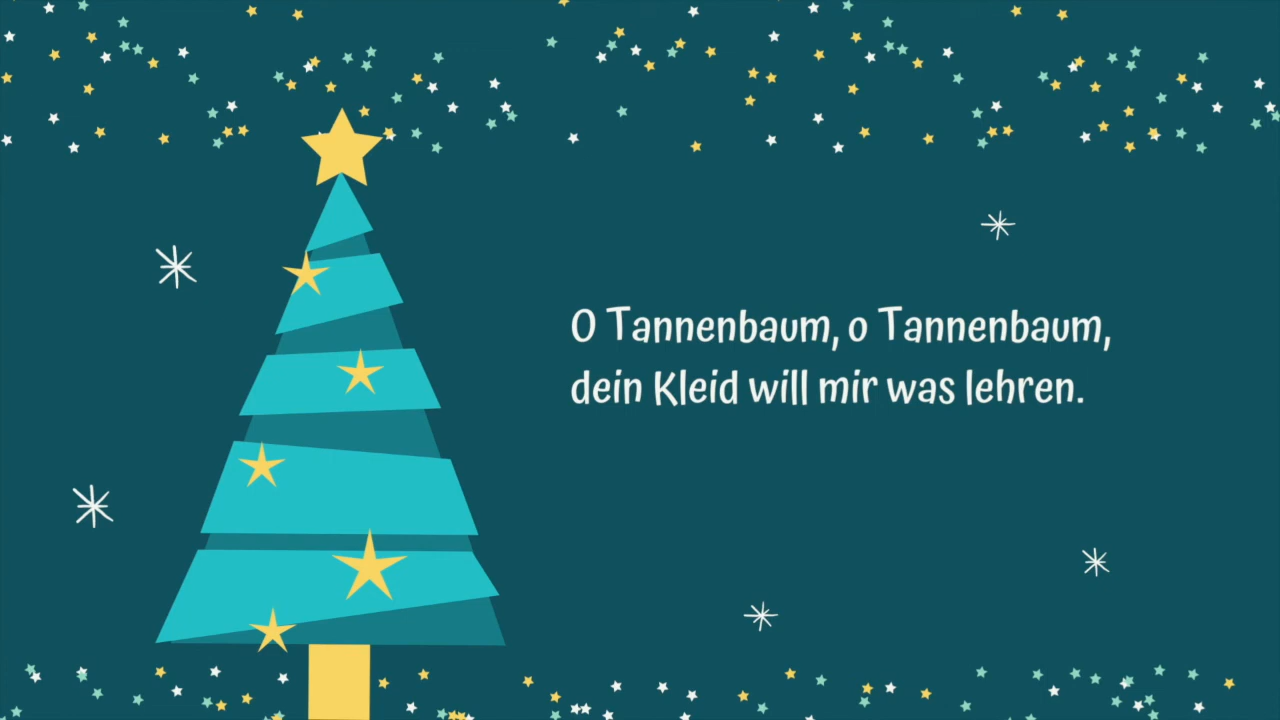 O Tannenbaum, o Tannenbaum,
dein Kleid will mir was lehren.